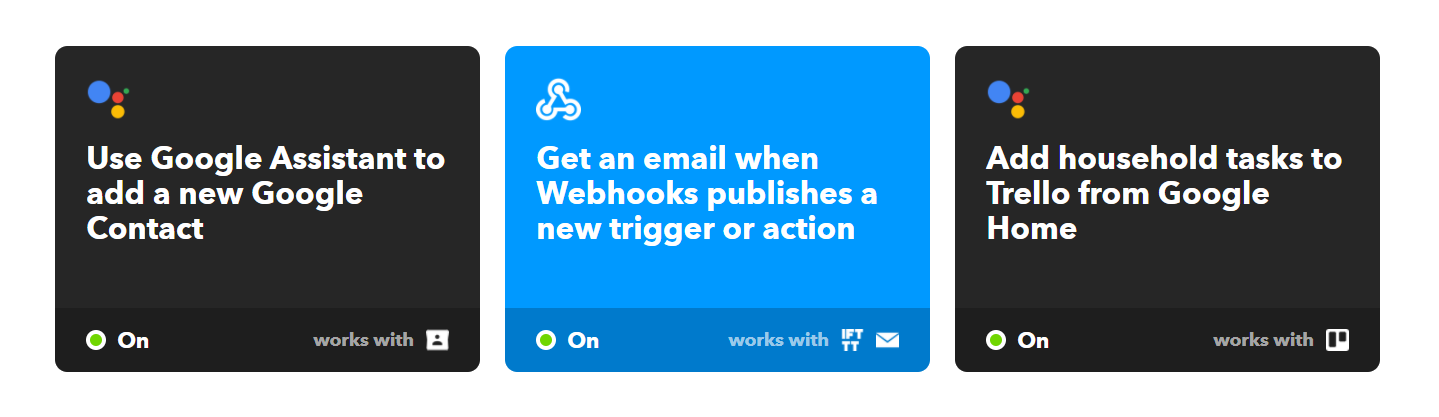 Use Google Assistant to
add a new Google
Contact
On
works with
Get an email when
Webhooks publishes a
new trigger or action
On
works with IF
TT
Add household tasks to
Trello from Google
Home
On
works with